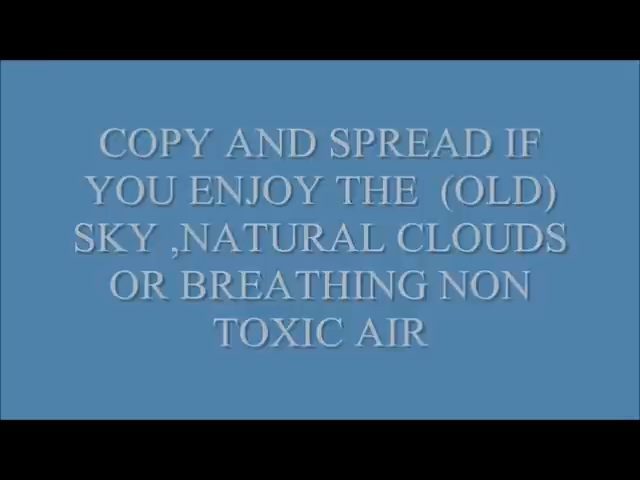 COPY AND SPREAD IF
YOU ENJOY THE (OLD)
SKY ,NATURAL CLOUDS
OR BREATHING NON
TOXIC AIR